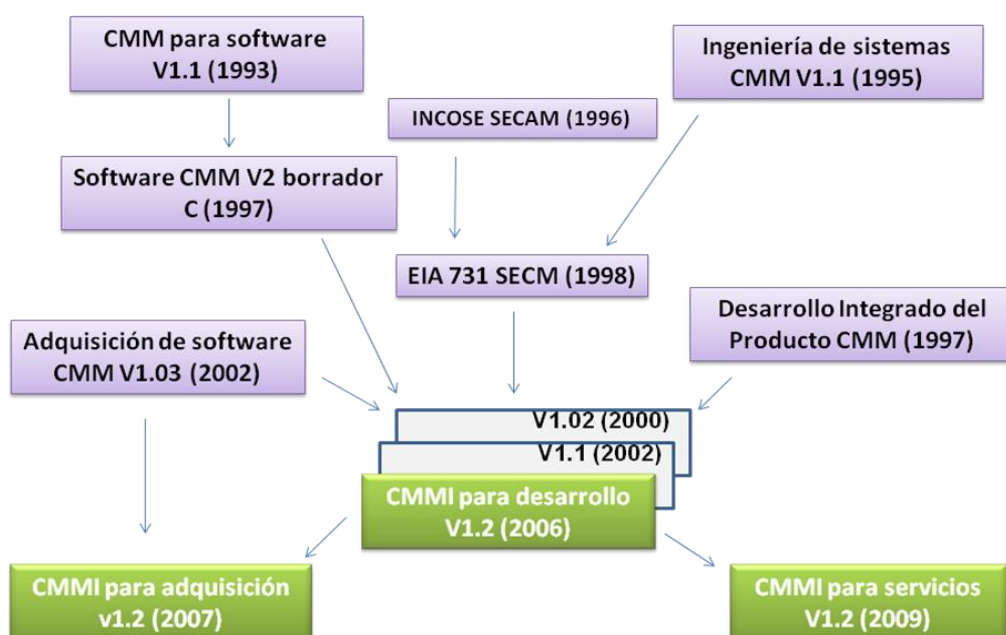 CMM para software
V1.1 (1993)
Ingeniería de sistemas
CMM V1.1 (1995)
INCOSE SECAM (1996)
Software CMM V2 borrador
C (1997)
EIA 731 SECM (1998)
Desarrollo Integrado del
Producto CMM (1997)
Adquisición de software
CMM V1.03 (2002)
V1.02 (2000)
V1.1 (2002)
CMMI para desarrollo
V1.2 (2006)
CMMI para adquisición
v1.2 (2007)
CMMI para servicios
V1.2 (2009)